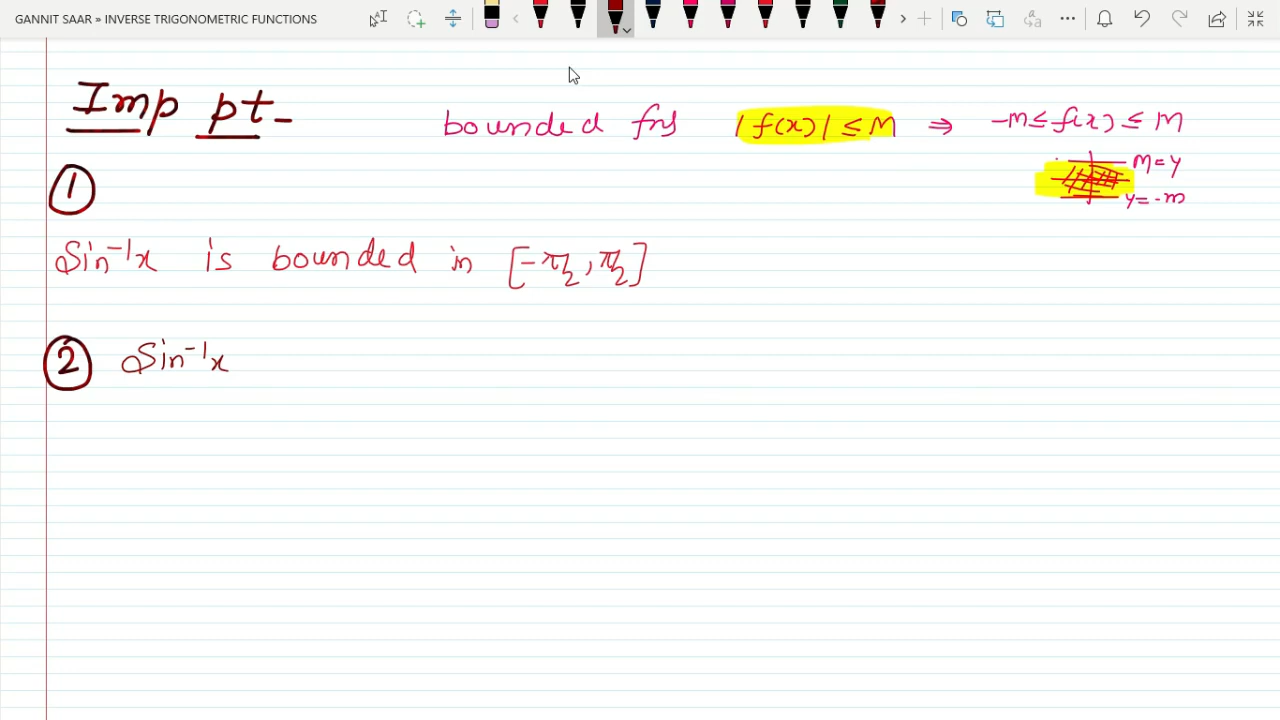 GANNIT SAAR » INVERSE TRIGONOMETRIC FUNCTIONS
Imp pt-
bounded fns |f(x)| ≤ M ⇒ -M ≤ f(x) ≤ M
M=y
y=-m
①
Sin⁻¹x is bounded in [-π/2, π/2]
② Sin⁻¹x